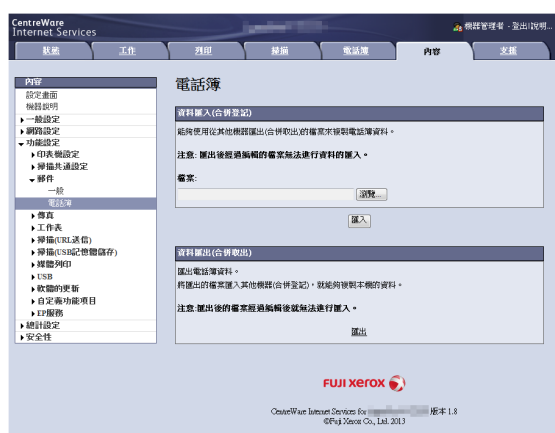 CentreWare
Internet Services
機器管理者 - 登出|說明...
狀態 工作 列印 掃描 電話簿 內容 支援
內容
設定畫面
機器說明
一般設定
網路設定
功能設定
印表機設定
掃描共通設定
郵件
一般
電話簿
傳真
工作表
掃描(URL送信)
掃描(USB記憶體儲存)
媒體列印
USB
軟體的更新
自定義功能項目
EP服務
總計設定
安全性
電話簿
資料匯入(合併登記)
能夠使用從其他機器匯出(合併取出)的檔案來複製電話簿資料。
注意: 匯出後經過編輯的檔案無法進行資料的匯入。
檔案:
瀏覽...
匯入
資料匯出(合併取出)
匯出電話簿資料。
將匯出的檔案匯入其他機器(合併登記)，就能夠複製本機的資料。
注意:匯出後的檔案經過編輯後就無法進行匯入。
匯出
FUJI XEROX
CentreWare Internet Services for 版本 1.8
©Fuji Xerox Co., Ltd. 2013